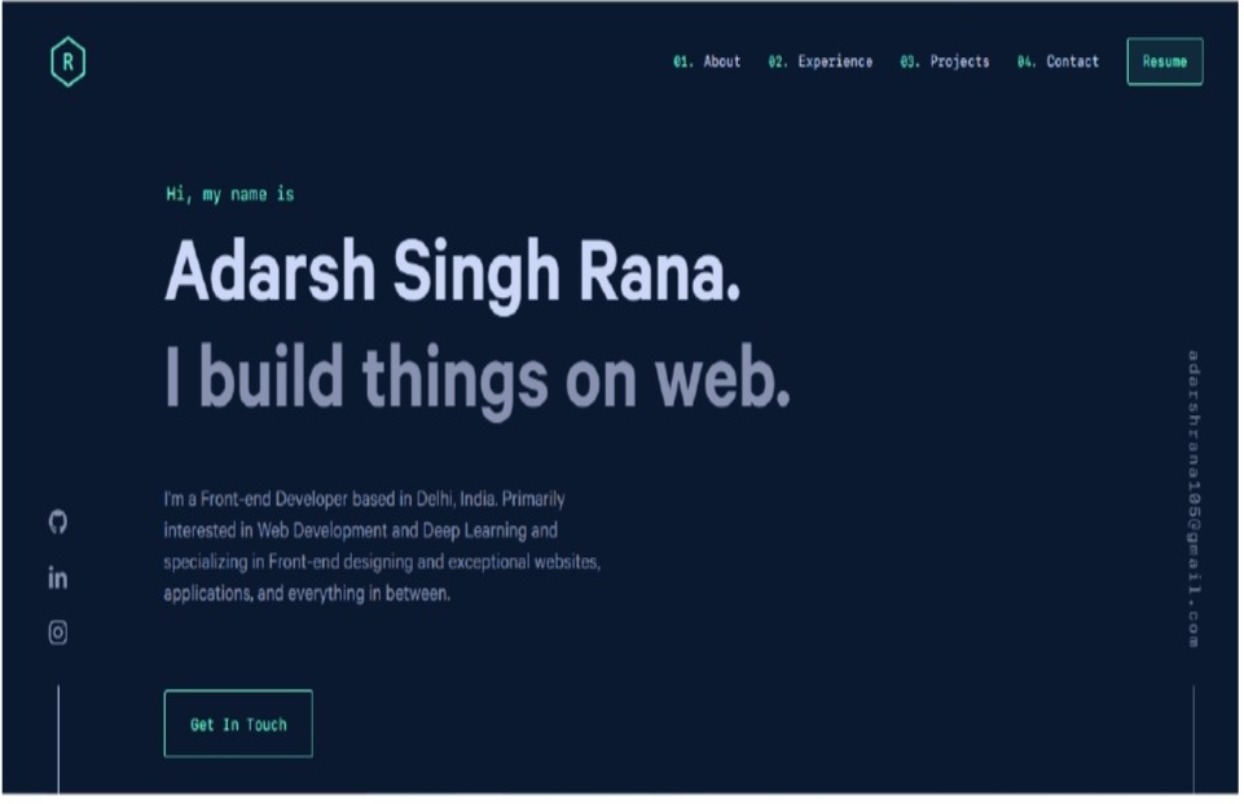 R
01. About 02. Experience 03. Projects 04. Contact Resume
Hi, my name is
Adarsh Singh Rana.
I build things on web.
I'm a Front-end Developer based in Delhi, India. Primarily
interested in Web Development and Deep Learning and
specializing in Front-end designing and exceptional websites,
applications, and everything in between.
in
Get In Touch
adarshrana105@gmail.com